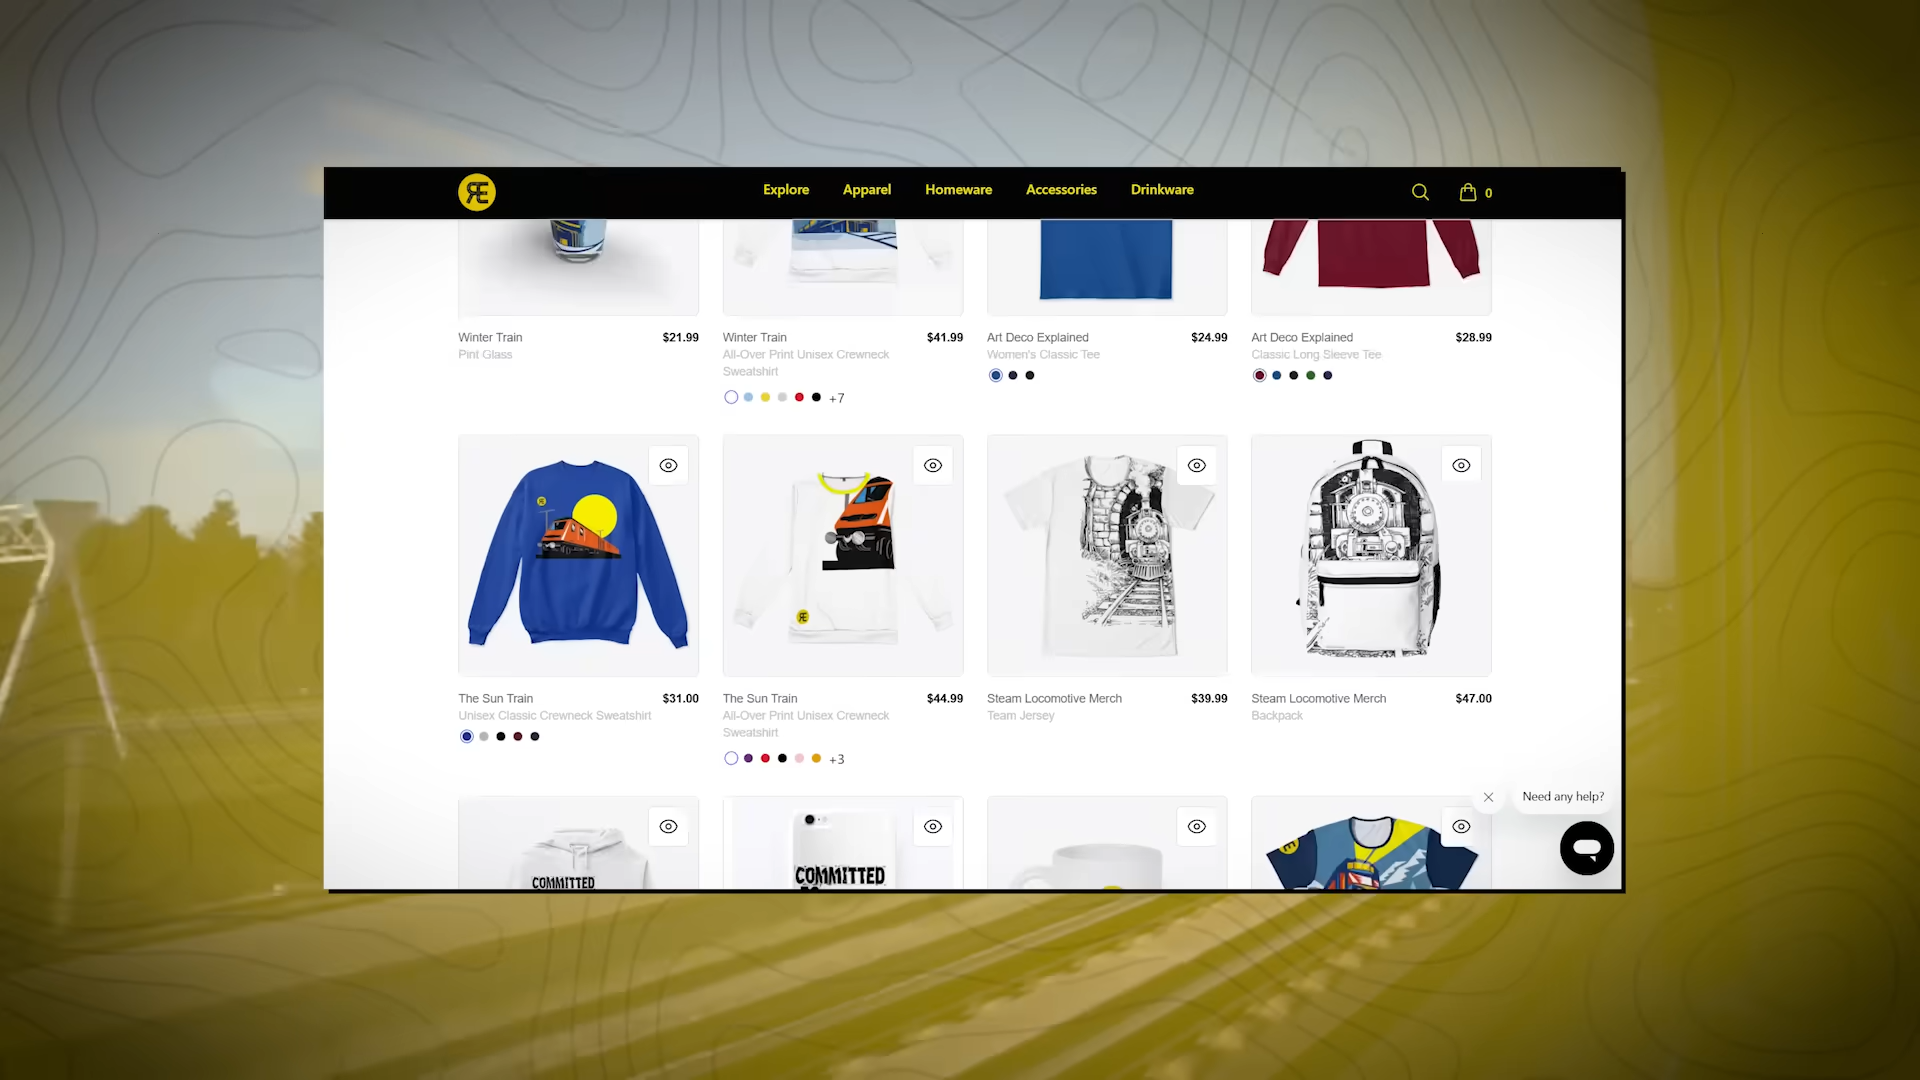 RE
Explore
Apparel
Homeware
Accessories
Drinkware
0
Winter Train
$21.99
Pint Glass
Winter Train
$41.99
All-Over Print Unisex Crewneck
Sweatshirt
+7
Art Deco Explained
$24.99
Women's Classic Tee
Art Deco Explained
$28.99
Classic Long Sleeve Tee
The Sun Train
$31.00
Unisex Classic Crewneck Sweatshirt
The Sun Train
$44.99
All-Over Print Unisex Crewneck
Sweatshirt
+3
Steam Locomotive Merch
$39.99
Team Jersey
Steam Locomotive Merch
$47.00
Backpack
COMMITTED
COMMITTED
Need any help?